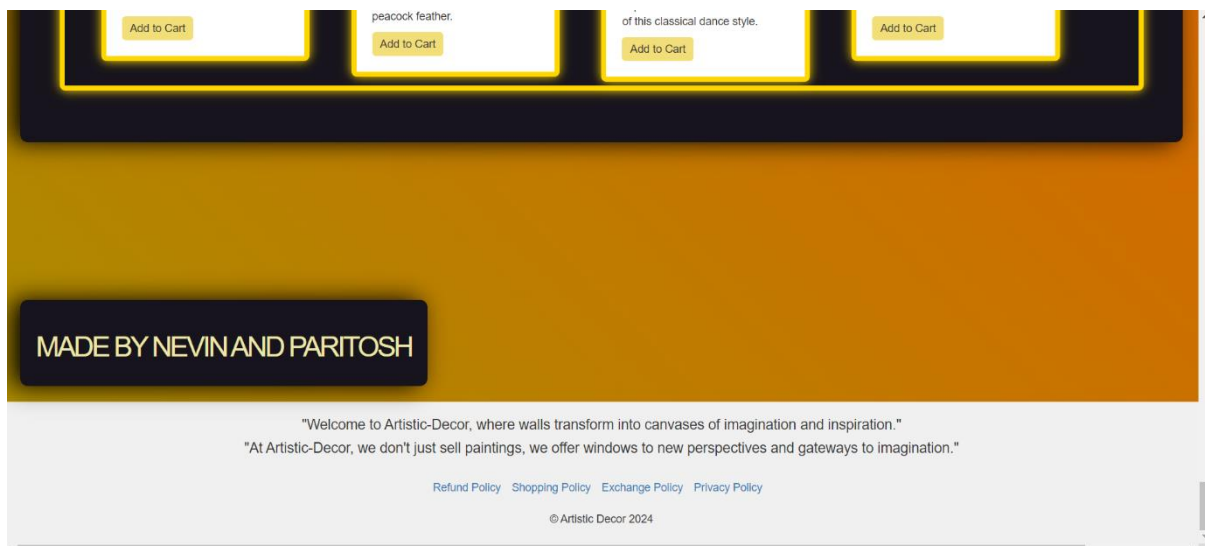 peacock feather.
of this classical dance style.
Add to Cart
Add to Cart
Add to Cart
Add to Cart
MADE BY NEVIN AND PARITOSH
"Welcome to Artistic-Decor, where walls transform into canvases of imagination and inspiration."
"At Artistic-Decor, we don't just sell paintings, we offer windows to new perspectives and gateways to imagination."
Refund Policy Shopping Policy Exchange Policy Privacy Policy
© Artistic Decor 2024